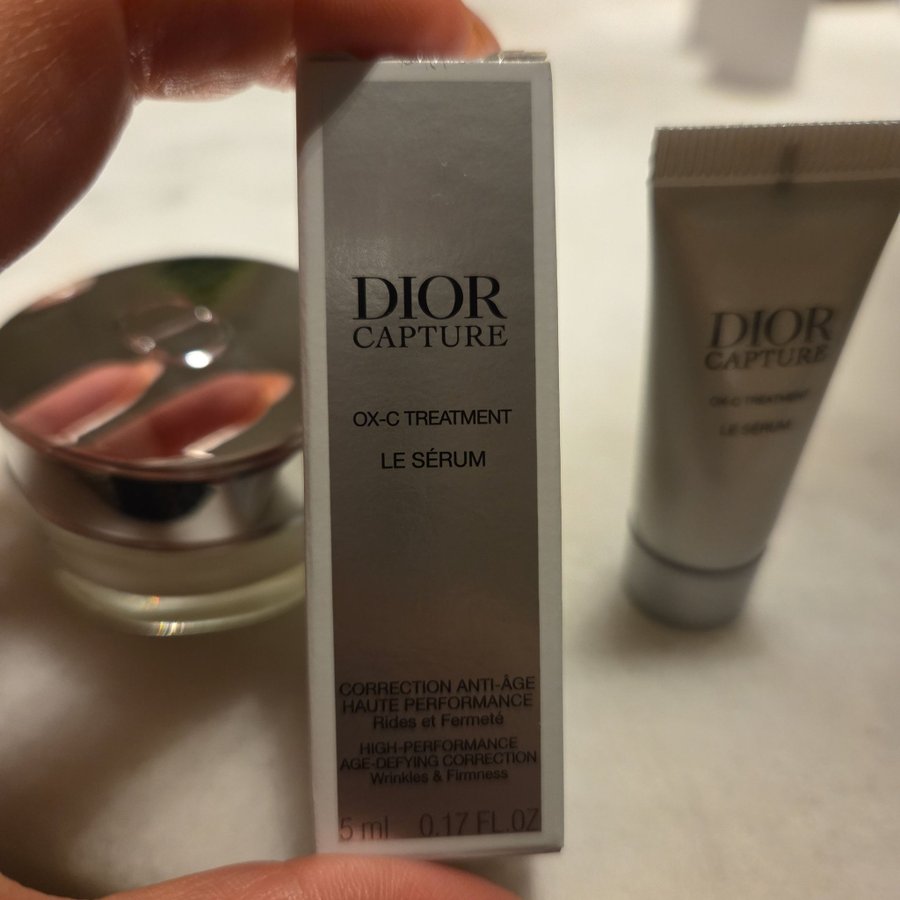 DIOR
CAPTURE
OX-C TREATMENT
LE SÉRUM
CORRECTION ANTI-ÂGE
HAUTE PERFORMANCE
Rides et Fermeté
HIGH-PERFORMANCE
AGE-DEFYING CORRECTION
Wrinkles & Firmness
5 ml 0.17 FL.OZ
DIOR
CAPTURE
OX-C TREATMENT
LE SÉRUM